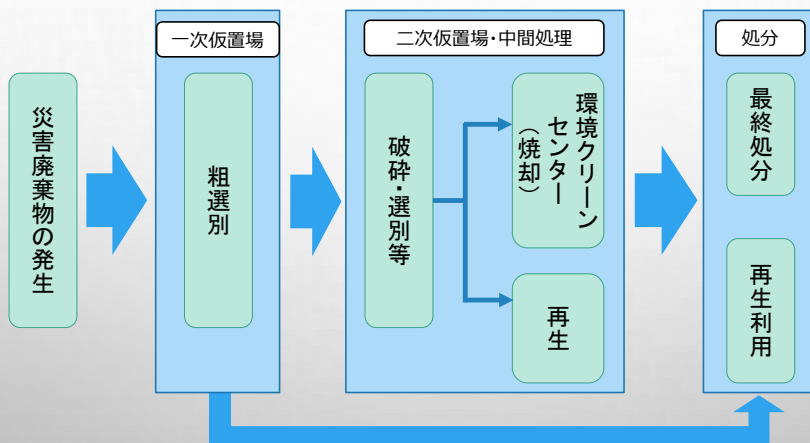 災害廃棄物の発生
一次仮置場
粗選別
二次仮置場・中間処理
破砕・選別等
環境クリーン
センター
（焼却）
再生
処分
最終処分
再生利用